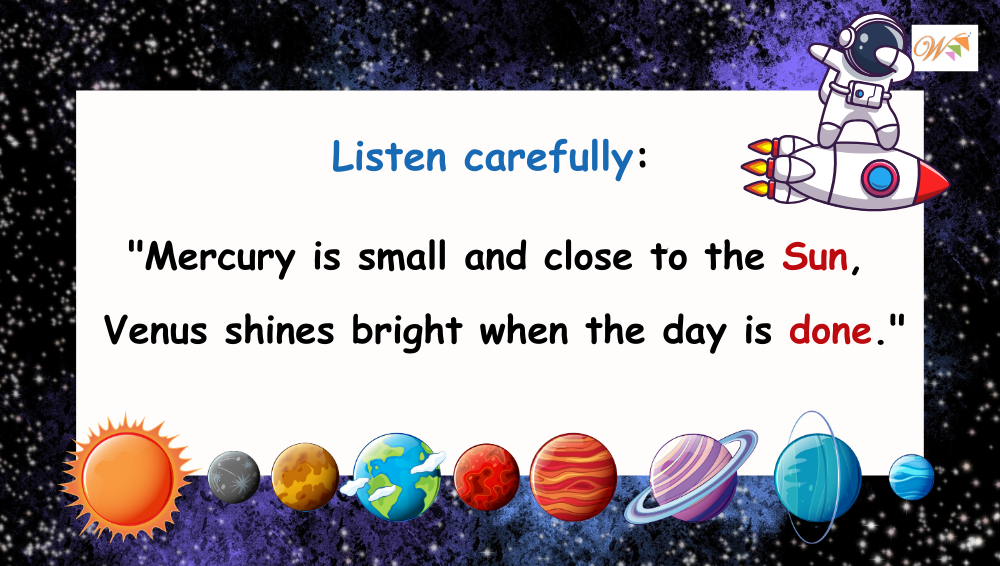 Listen carefully:
"Mercury is small and close to the Sun,
Venus shines bright when the day is done."
W